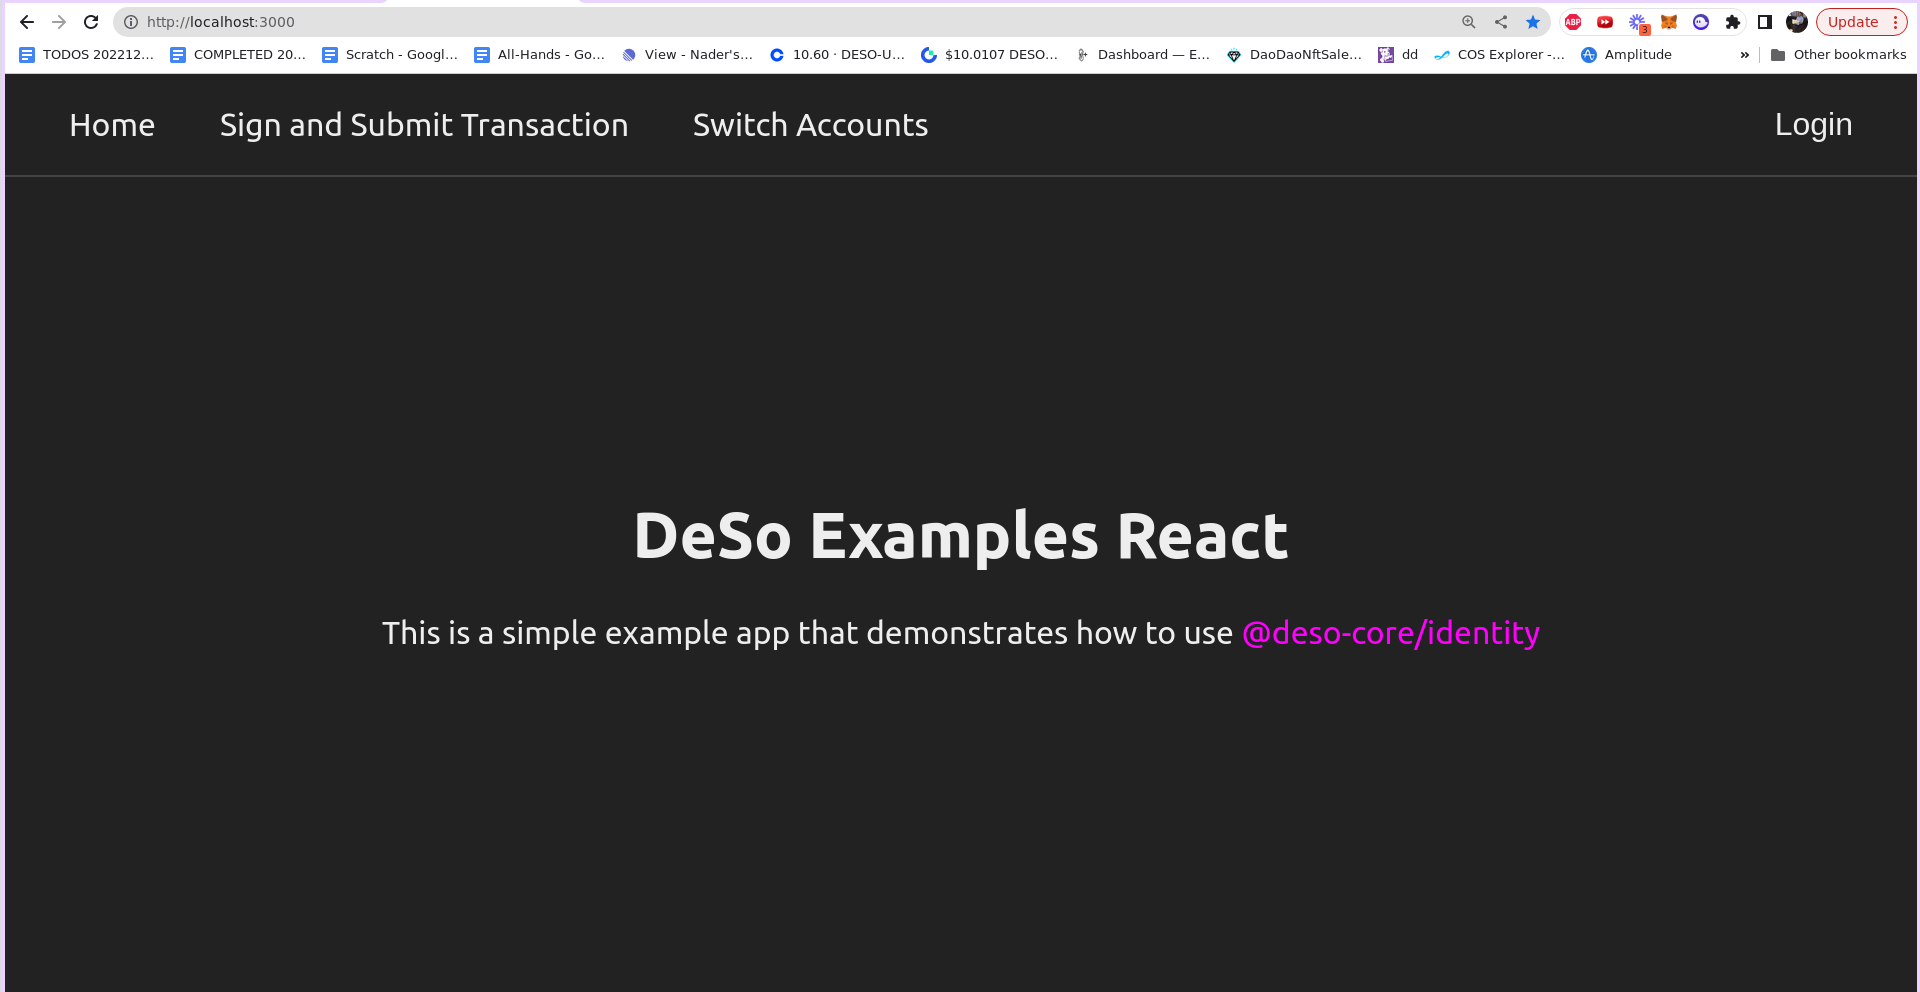 http://localhost:3000
ABP
3
Update
TODOS 202212...
COMPLETED 20...
Scratch - Googl...
All-Hands - Go...
View - Nader's...
10.60 · DESO-U...
$10.0107 DESO...
Dashboard — E...
DaoDaoNftSale...
dd
COS Explorer -...
Amplitude
»
Other bookmarks
Home
Sign and Submit Transaction
Switch Accounts
Login
DeSo Examples React
This is a simple example app that demonstrates how to use @deso-core/identity